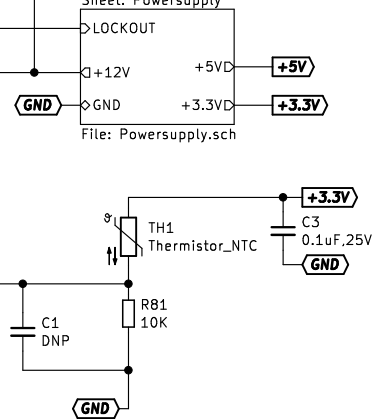 Sheet: Powersupply
LOCKOUT
+12V
+5V
+5V
GND
GND
+3.3V
+3.3V
File: Powersupply.sch
+3.3V
ϑ
TH1
Thermistor_NTC
C3
0.1uF,25V
GND
C1
DNP
R81
10K
GND